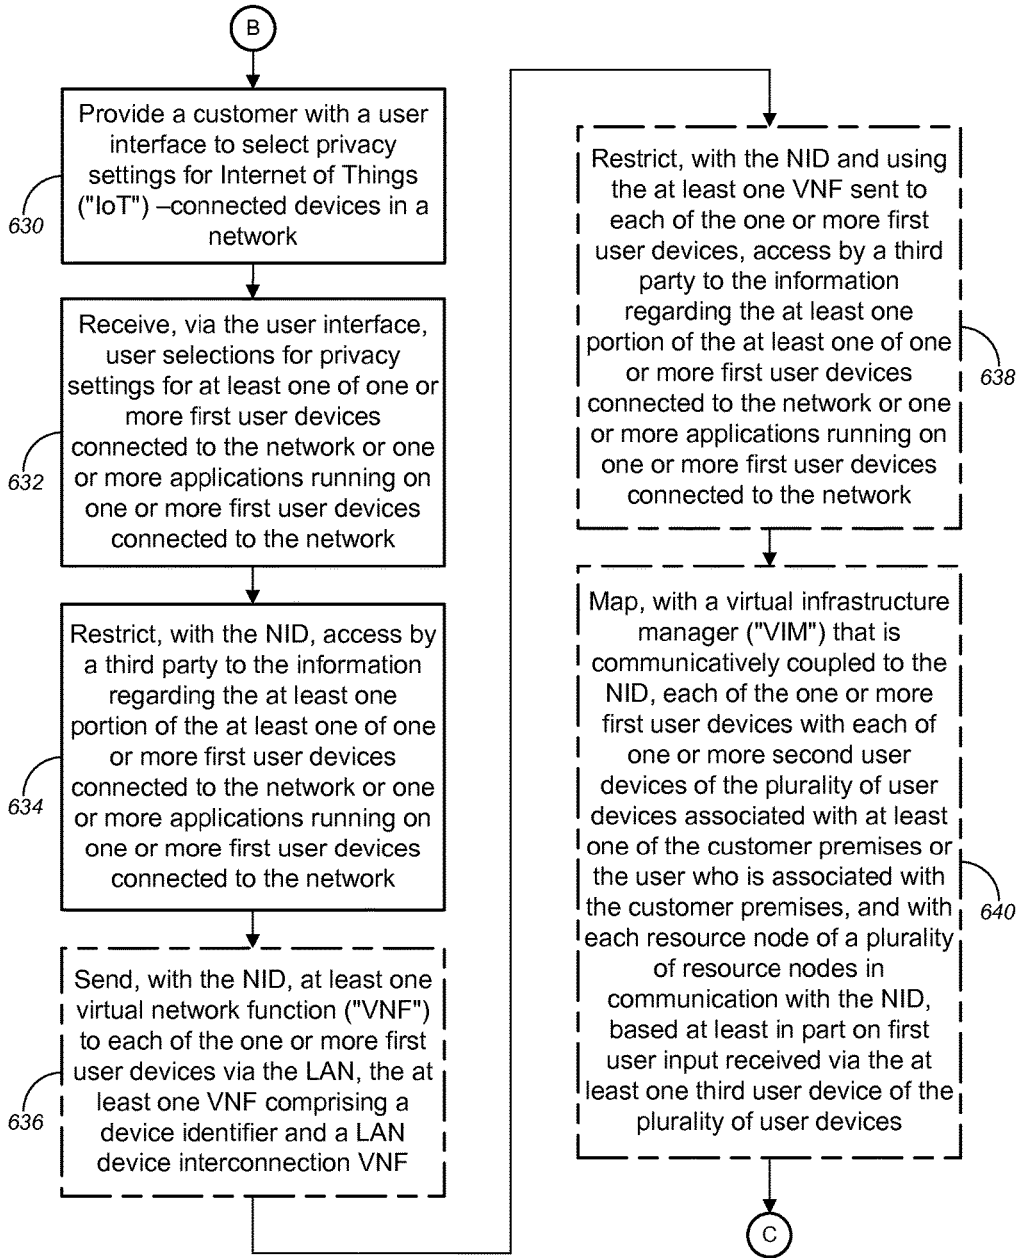 B
Provide a customer with a user
interface to select privacy
settings for Internet of Things
("IoT") –connected devices in a
network
630
Receive, via the user interface,
user selections for privacy
settings for at least one of one or
more first user devices
connected to the network or one
or more applications running on
one or more first user devices
connected to the network
632
Restrict, with the NID, access by
a third party to the information
regarding the at least one
portion of the at least one of one
or more first user devices
connected to the network or one
or more applications running on
one or more first user devices
connected to the network
634
Send, with the NID, at least one
virtual network function ("VNF")
to each of the one or more first
user devices via the LAN, the at
least one VNF comprising a
device identifier and a LAN
device interconnection VNF
636
Restrict, with the NID and using
the at least one VNF sent to
each of the one or more first
user devices, access by a third
party to the information
regarding the at least one
portion of the at least one of one
or more first user devices
connected to the network or one
or more applications running on
one or more first user devices
connected to the network
638
Map, with a virtual infrastructure
manager ("VIM") that is
communicatively coupled to the
NID, each of the one or more
first user devices with each of
one or more second user
devices of the plurality of user
devices associated with at least
one of the customer premises or
the user who is associated with
the customer premises, and with
each resource node of a plurality
of resource nodes in
communication with the NID,
based at least in part on first
user input received via the at
least one third user device of the
plurality of user devices
640
C